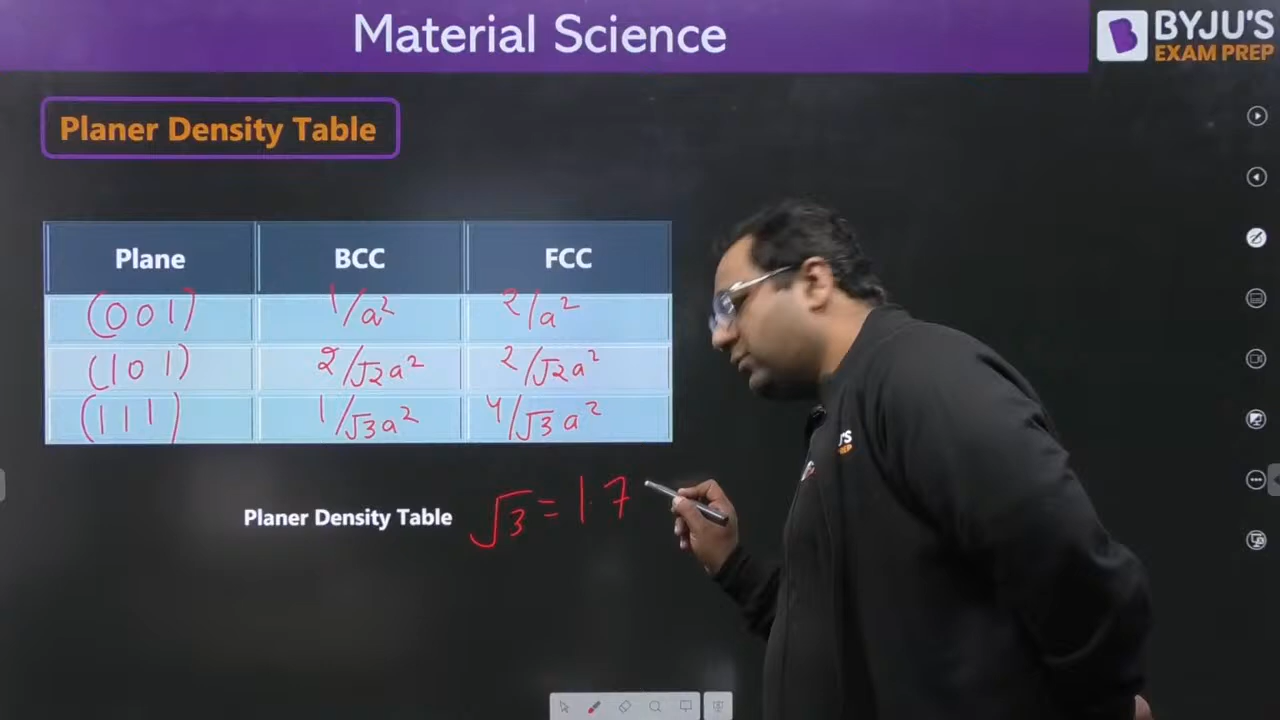 Material Science
BYJU'S
EXAM PREP
Planer Density Table
Plane BCC FCC
(001) 1/a² 2/a²
(101) 2/√2a² 2/√2a²
(111) 1/√3a² 4/√3a²
Planer Density Table √3 = 1.7